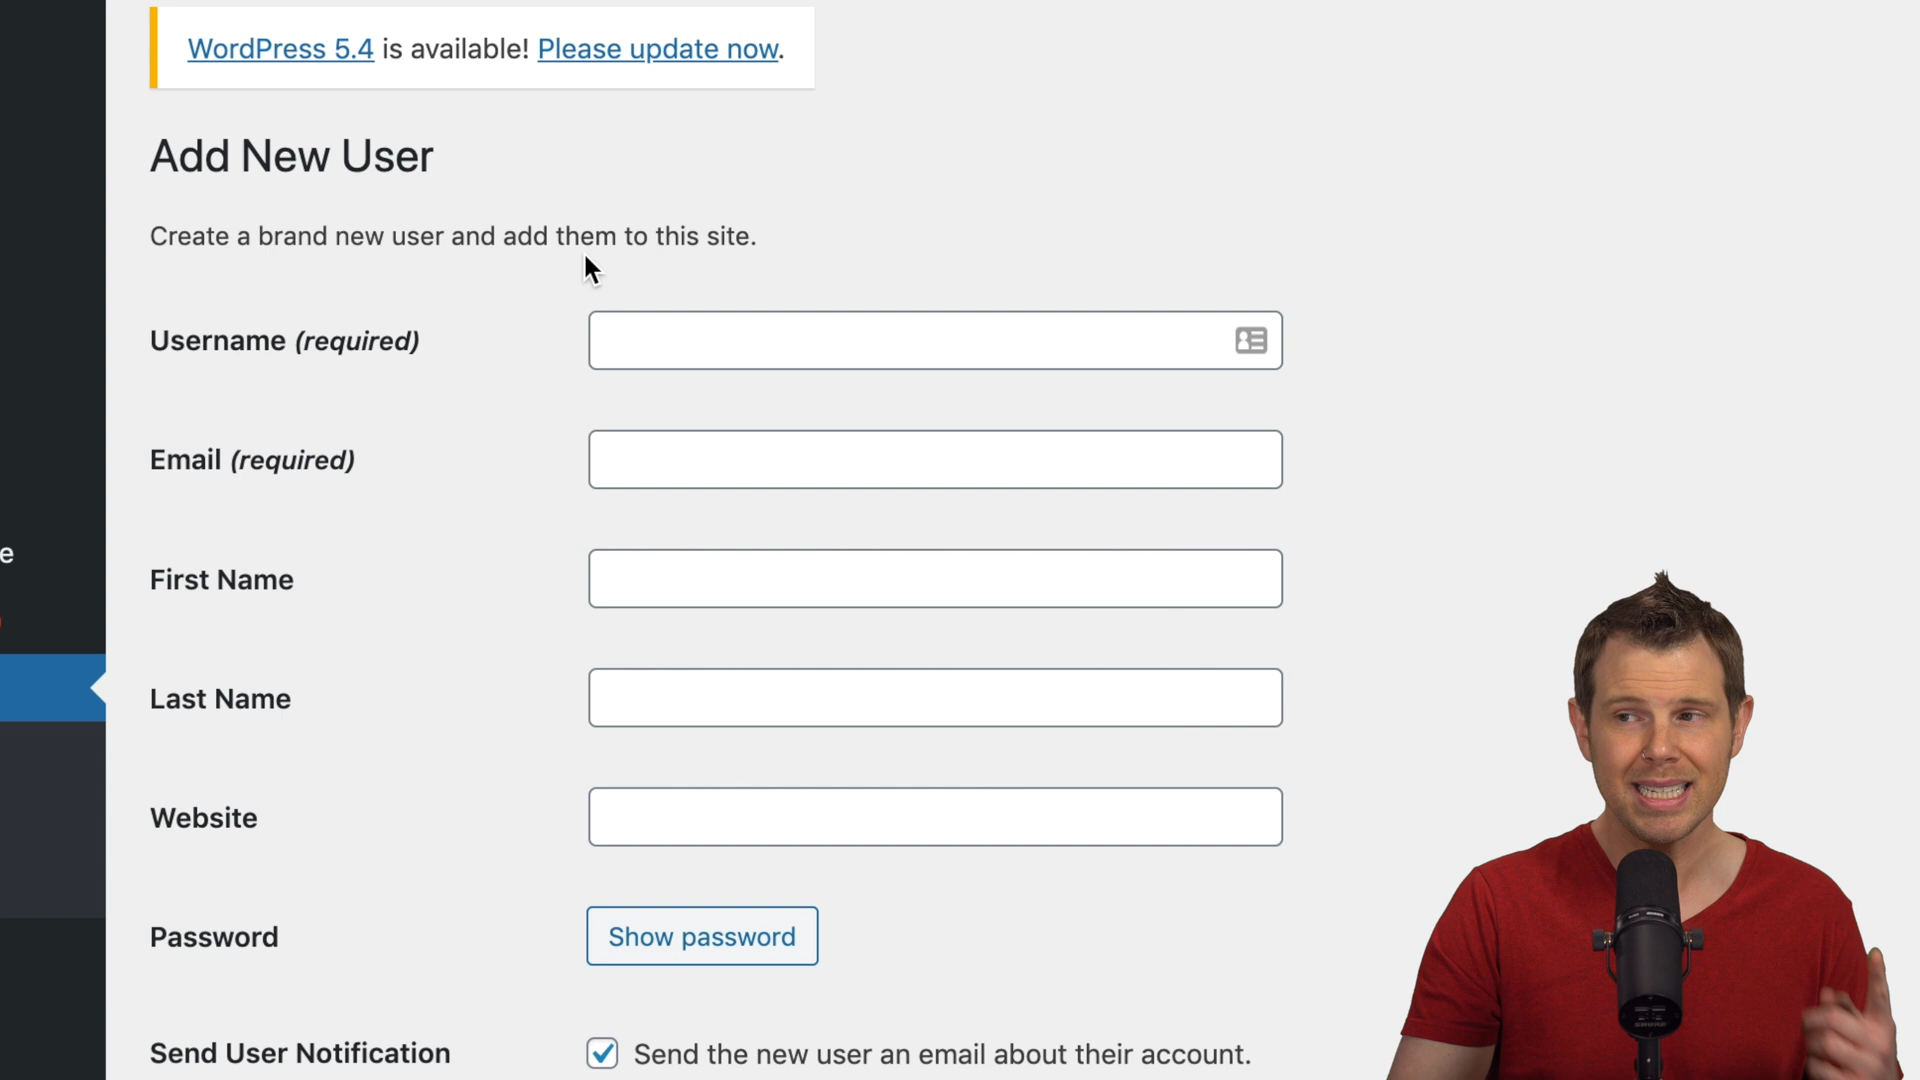 WordPress 5.4 is available! Please update now.
Add New User
Create a brand new user and add them to this site.
Username (required)
Email (required)
e
First Name
Last Name
Website
Password
Show password
Send User Notification
Send the new user an email about their account.